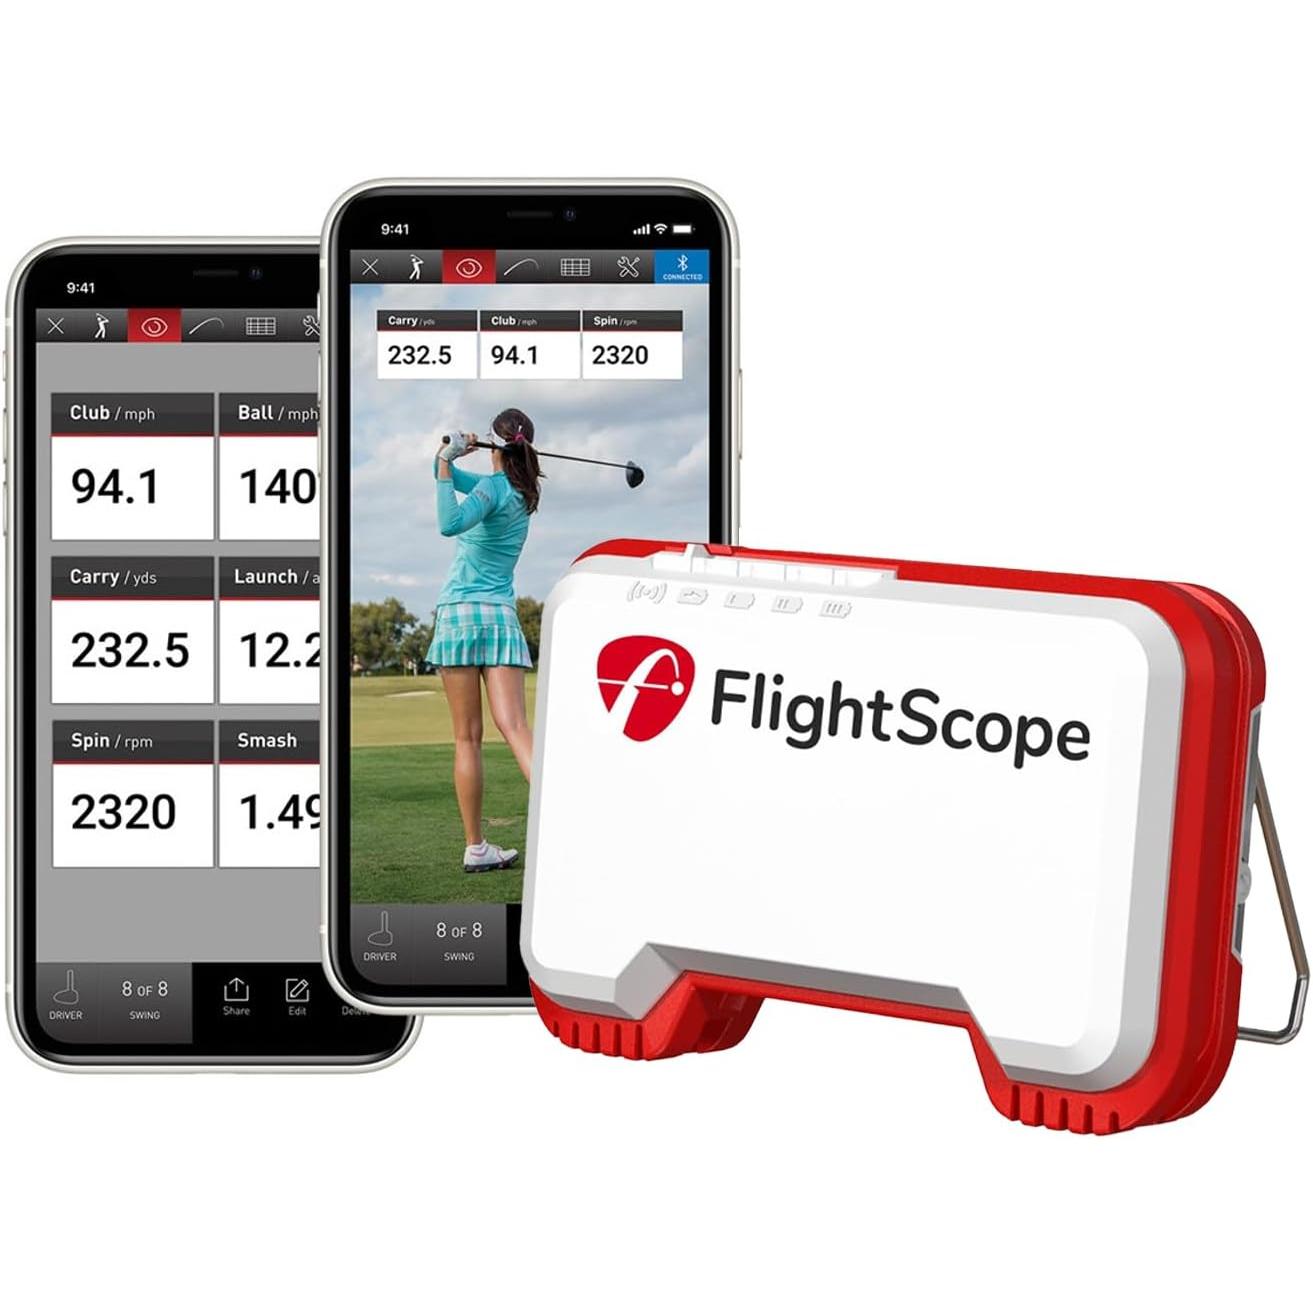 9:41
Club / mph
Ball / mph
94.1
140
Carry / yds
Launch /
232.5
12.2
Spin / rpm
Smash
2320
1.49
DRIVER
8 OF 8
SWING
Share
Edit
9:41
CONNECTED
Carry / yds
Club / mph
Spin / rpm
232.5
94.1
2320
DRIVER
8 OF 8
SWING
FlightScope